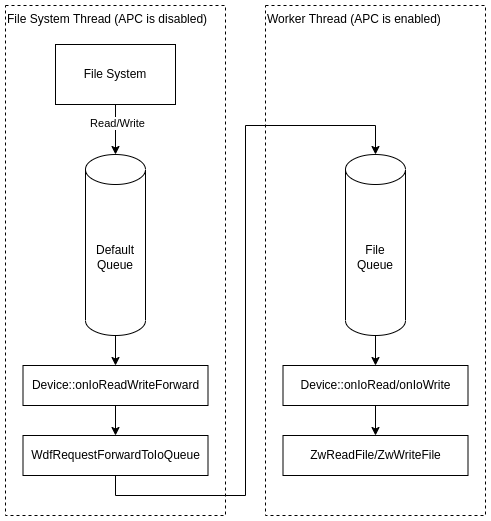 File System Thread (APC is disabled)
File System
Read/Write
Default
Queue
Device::onIoReadWriteForward
WdfRequestForwardToIoQueue
Worker Thread (APC is enabled)
File
Queue
Device::onIoRead/onIoWrite
ZwReadFile/ZwWriteFile